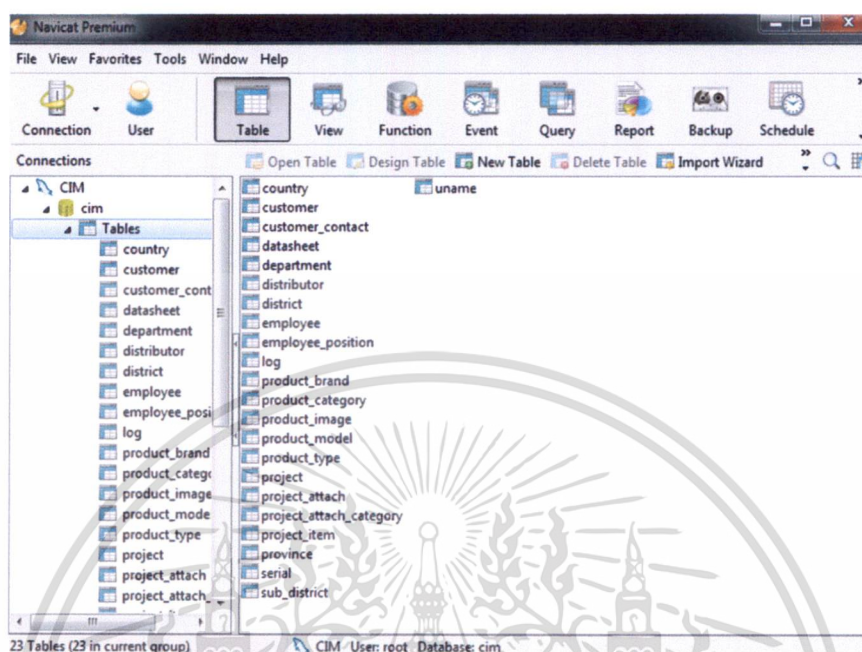 Navicat Premium
File View Favorites Tools Window Help
Connection User Table View Function Event Query Report Backup Schedule
Connections Open Table Design Table New Table Delete Table Import Wizard
CIM
cim
Tables
country
customer
customer_cont
datasheet
department
distributor
district
employee
employee_posi
log
product_brand
product_catego
product_image
product_mode
product_type
project
project_attach
project_attach
country
customer
customer_contact
datasheet
department
distributor
district
employee
employee_position
log
product_brand
product_category
product_image
product_model
product_type
project
project_attach
project_attach_category
project_item
province
serial
sub_district
uname
23 Tables (23 in current group) CIM User: root Database: cim